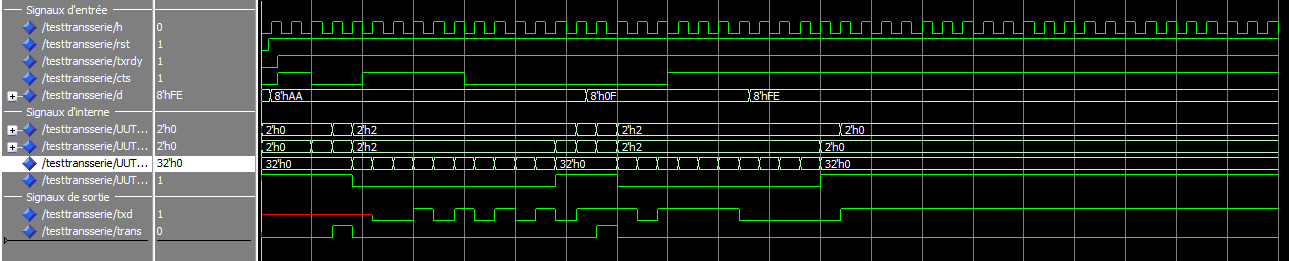 Signaux d'entrée
/testtransserie/h 0
/testtransserie/rst 1
/testtransserie/txrdy 1
/testtransserie/cts 1
/testtransserie/d 8'hFE 8'hAA 8'h0F 8'hFE
Signaux d'interne
/testtransserie/UUT... 2'h0 2'h0 2'h2 2'h2 2'h0
/testtransserie/UUT... 2'h0 2'h0 2'h2 2'h2 2'h0
/testtransserie/UUT... 32'h0 32'h0 32'h0 32'h0
/testtransserie/UUT... 1
Signaux de sortie
/testtransserie/txd 1
/testtransserie/trans 0